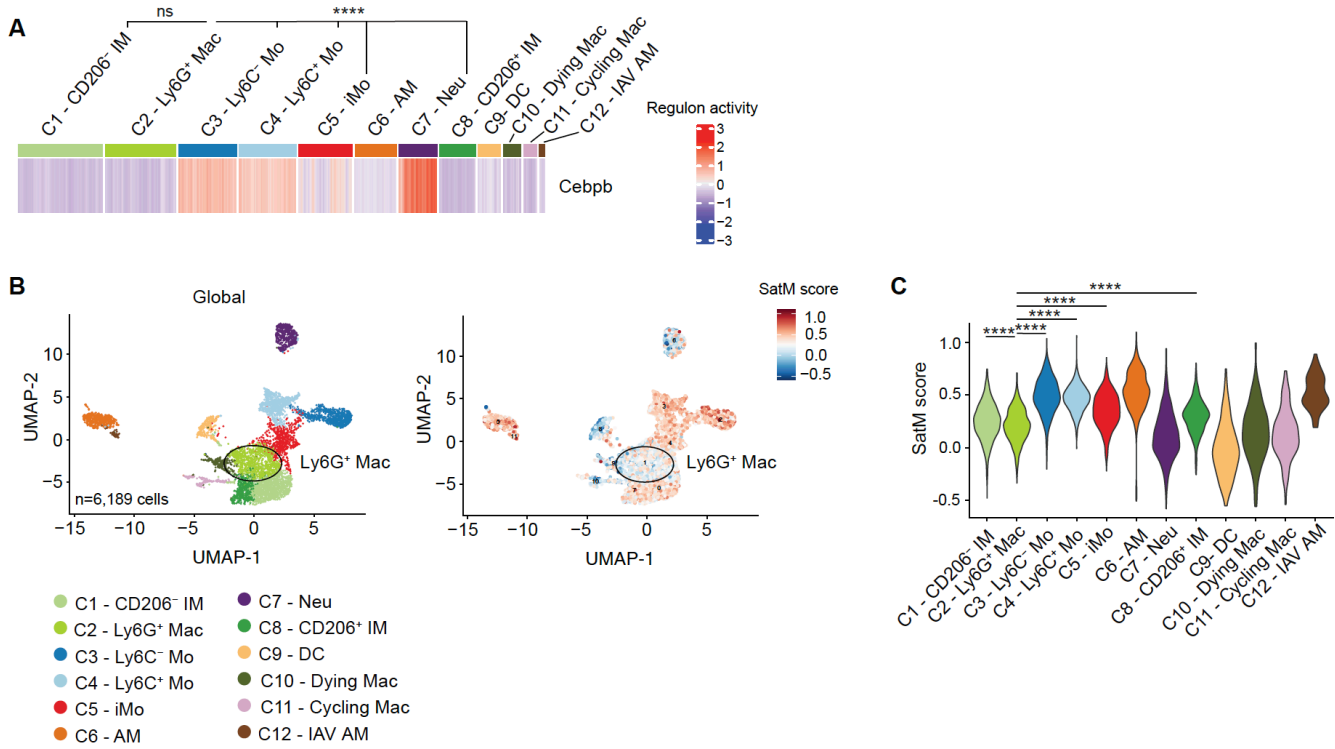 A
ns
****
C1 - CD206⁻ IM
C2 - Ly6G⁺ Mac
C3 - Ly6C⁻ Mo
C4 - Ly6C⁺ Mo
C5 - iMo
C6 - AM
C7 - Neu
C8 - CD206⁺ IM
C9- DC
C10 - Dying Mac
C11 - Cycling Mac
C12 - IAV AM
Cebpb
Regulon activity
3
2
1
0
−1
−2
−3
B
Global
UMAP-2
10
5
0
−5
Ly6G⁺ Mac
n=6,189 cells
−15
−10
−5
0
5
UMAP-1
SatM score
1.0
0.5
0.0
−0.5
UMAP-2
10
5
0
−5
Ly6G⁺ Mac
−15
−10
−5
0
5
UMAP-1
C1 - CD206⁻ IM
C2 - Ly6G⁺ Mac
C3 - Ly6C⁻ Mo
C4 - Ly6C⁺ Mo
C5 - iMo
C6 - AM
C7 - Neu
C8 - CD206⁺ IM
C9 - DC
C10 - Dying Mac
C11 - Cycling Mac
C12 - IAV AM
C
****
****
****
**** ****
SatM score
1.0
0.5
0.0
−0.5
C1 - CD206⁻ IM
C2 - Ly6G⁺ Mac
C3 - Ly6C⁻ Mo
C4 - Ly6C⁺ Mo
C5 - iMo
C6 - AM
C7 - Neu
C8 - CD206⁺ IM
C9- DC
C10 - Dying Mac
C11 - Cycling Mac
C12 - IAV AM